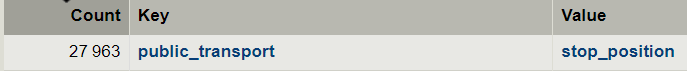 Count Key Value
27 963 public_transport stop_position